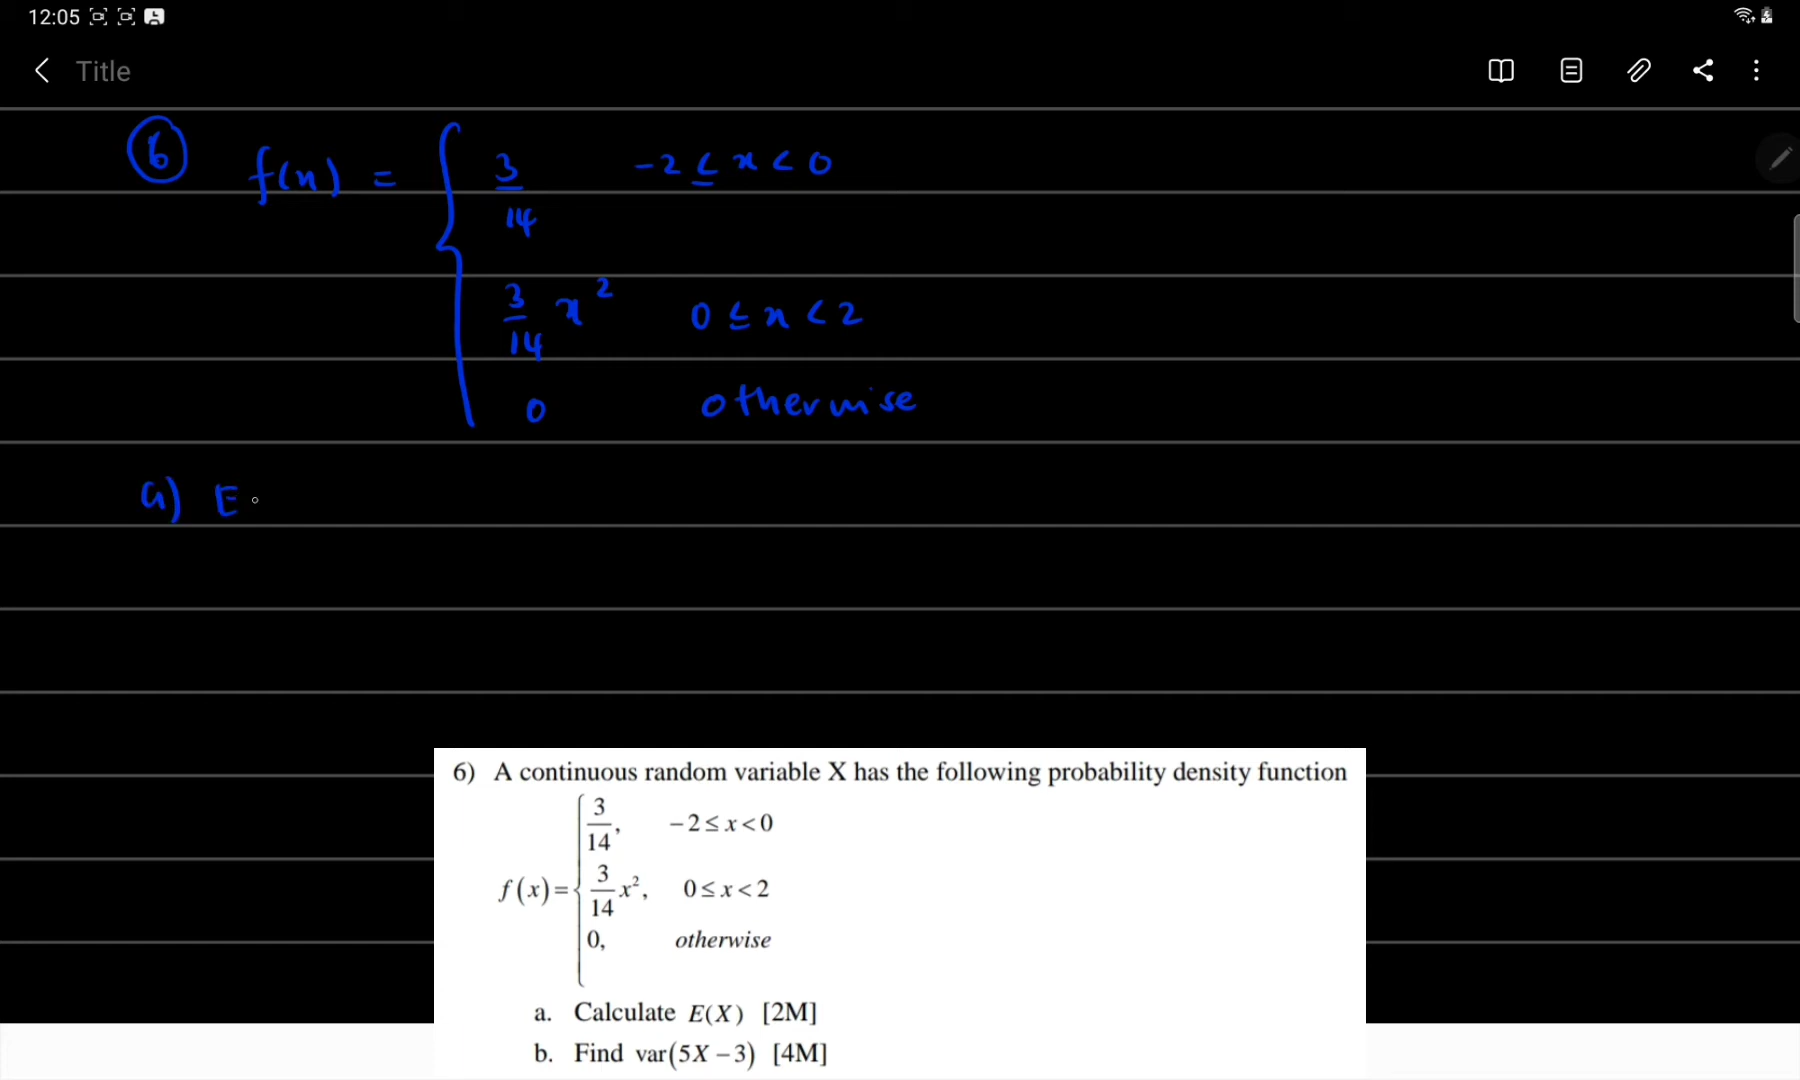 12:05
Title
6 f(x) = { 3/14 -2 ≤ x < 0
3/14 x² 0 ≤ x < 2
0 otherwise
a) E
6) A continuous random variable X has the following probability density function
f(x) = { 3/14, −2 ≤ x < 0
3/14 x², 0 ≤ x < 2
0, otherwise
a. Calculate E(X) [2M]
b. Find var(5X − 3) [4M]